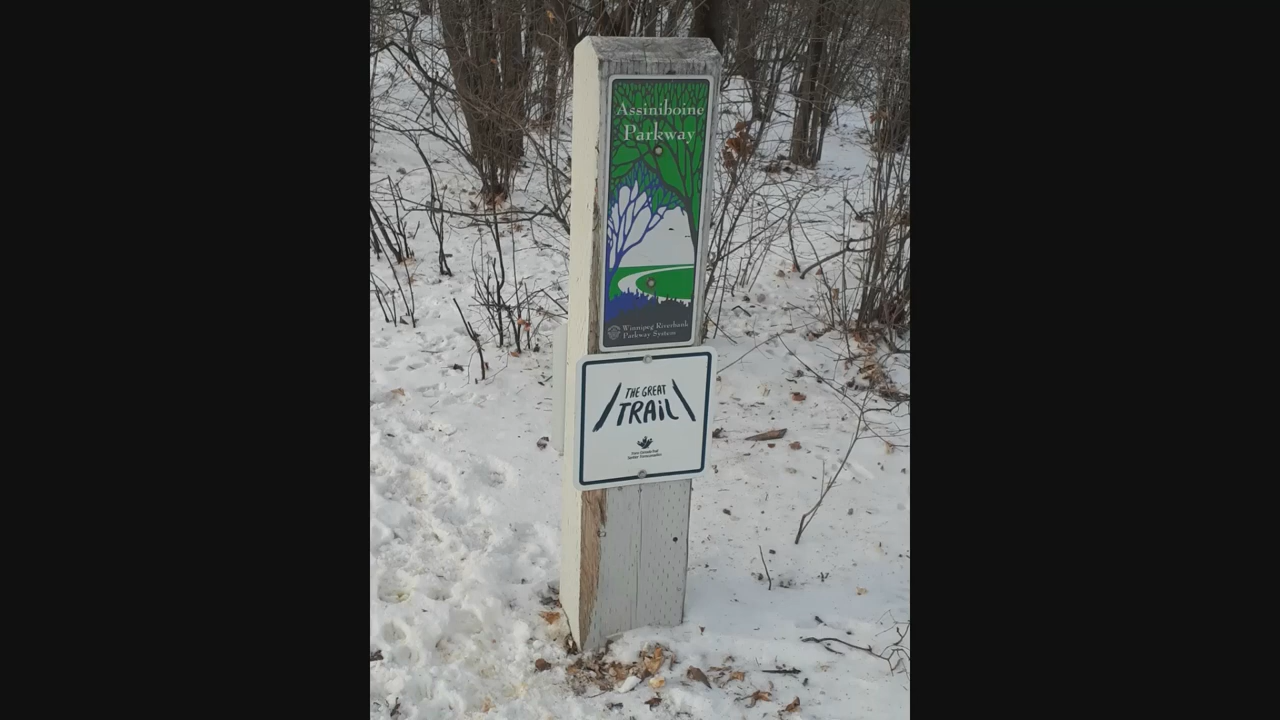 Assiniboine
Parkway
Winnipeg Riverbank
Parkway System
THE GREAT
TRAIL